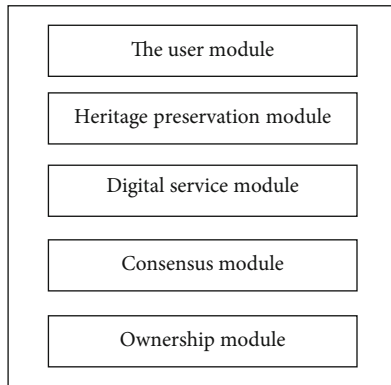 The user module
Heritage preservation module
Digital service module
Consensus module
Ownership module